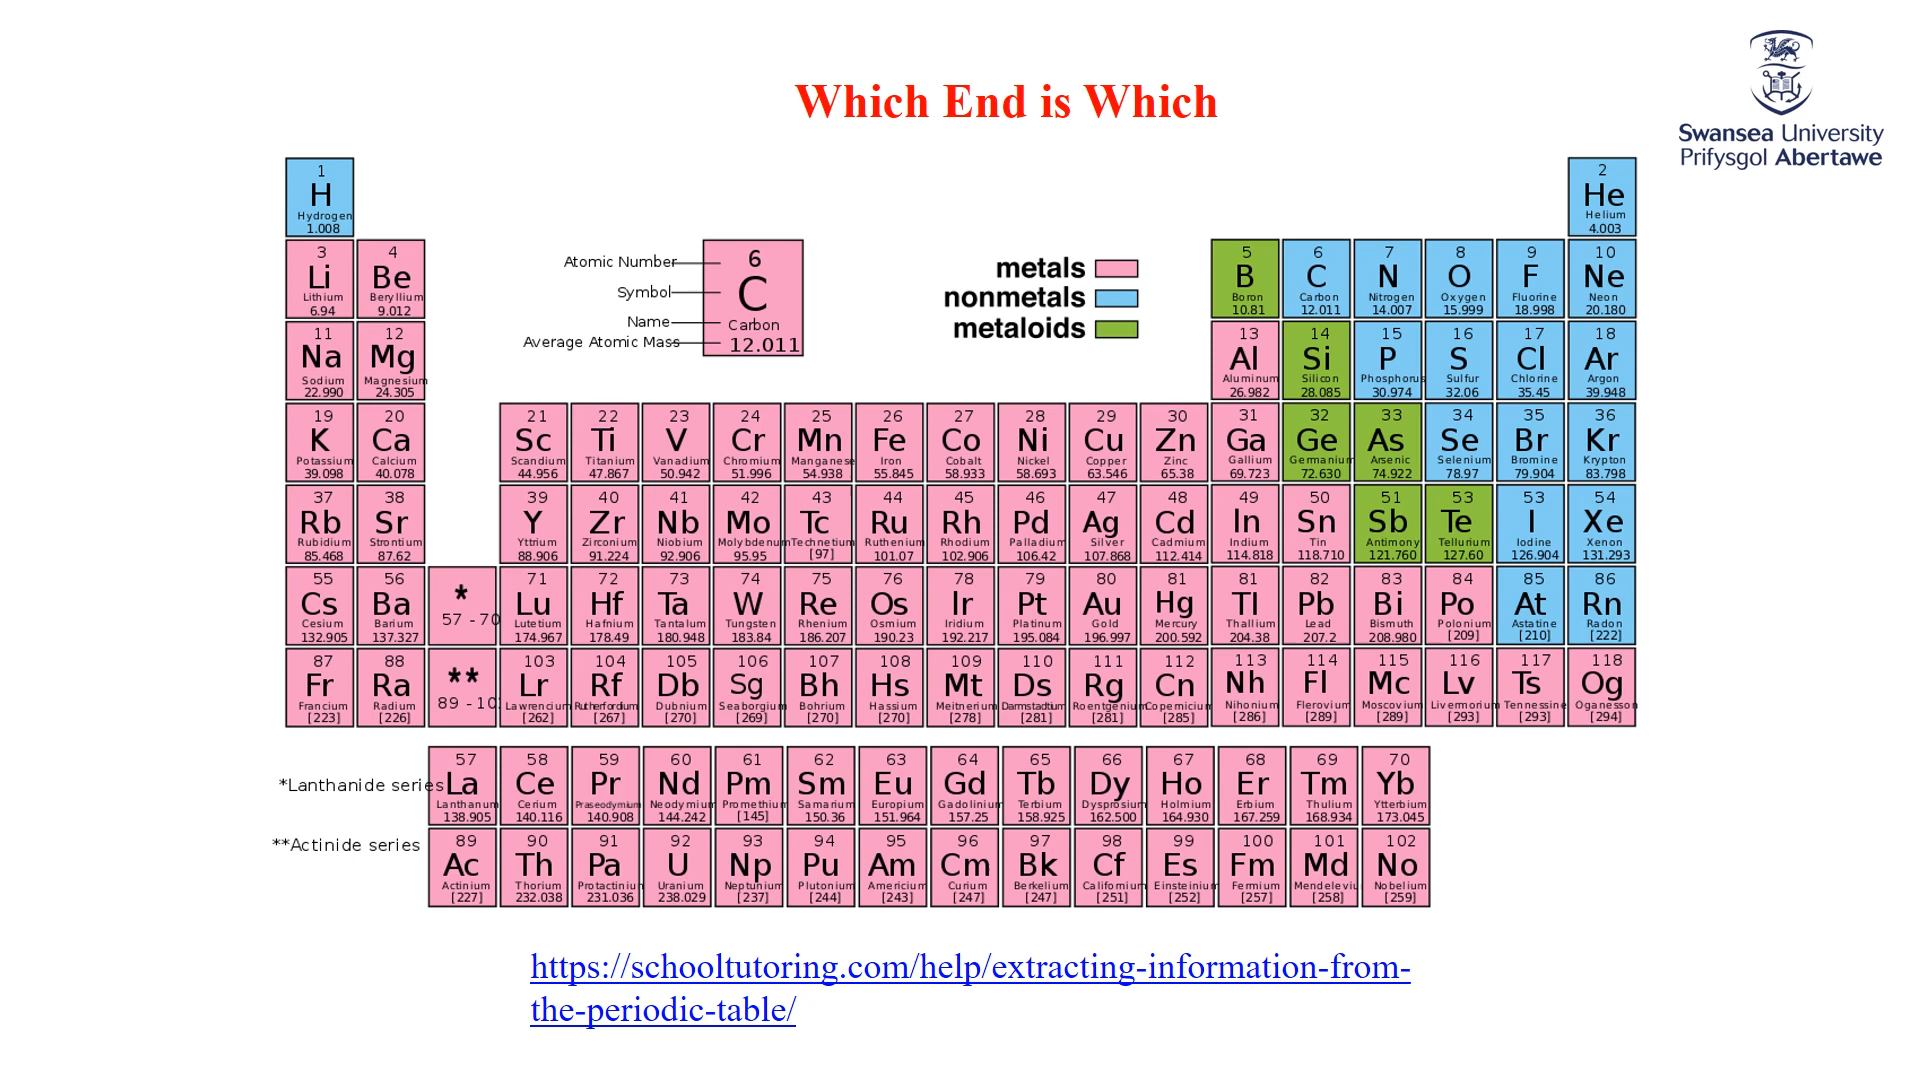 Which End is Which
Swansea University
Prifysgol Abertawe
1 2
H He
Hydrogen Helium
1.008 4.003
3 4 5 6 7 8 9 10
Li Be B C N O F Ne
Lithium Beryllium Boron Carbon Nitrogen Oxygen Fluorine Neon
6.94 9.012 10.81 12.011 14.007 15.999 18.998 20.180
Atomic Number 6
Symbol C
Name Carbon
Average Atomic Mass 12.011
metals
nonmetals
metaloids
11 12 13 14 15 16 17 18
Na Mg Al Si P S Cl Ar
Sodium Magnesium Aluminum Silicon Phosphorus Sulfur Chlorine Argon
22.990 24.305 26.982 28.085 30.974 32.06 35.45 39.948
19 20 21 22 23 24 25 26 27 28 29 30 31 32 33 34 35 36
K Ca Sc Ti V Cr Mn Fe Co Ni Cu Zn Ga Ge As Se Br Kr
Potassium Calcium Scandium Titanium Vanadium Chromium Manganese Iron Cobalt Nickel Copper Zinc Gallium Germanium Arsenic Selenium Bromine Krypton
39.098 40.078 44.956 47.867 50.942 51.996 54.938 55.845 58.933 58.693 63.546 65.38 69.723 72.630 74.922 78.97 79.904 83.798
37 38 39 40 41 42 43 44 45 46 47 48 49 50 51 53 53 54
Rb Sr Y Zr Nb Mo Tc Ru Rh Pd Ag Cd In Sn Sb Te I Xe
Rubidium Strontium Yttrium Zirconium Niobium Molybdenum Technetium Ruthenium Rhodium Palladium Silver Cadmium Indium Tin Antimony Tellurium Iodine Xenon
85.468 87.62 88.906 91.224 92.906 95.95 [97] 101.07 102.906 106.42 107.868 112.414 114.818 118.710 121.760 127.60 126.904 131.293
55 56 * 71 72 73 74 75 76 78 79 80 81 81 82 83 84 85 86
Cs Ba 57 - 70 Lu Hf Ta W Re Os Ir Pt Au Hg Tl Pb Bi Po At Rn
Cesium Barium Lutetium Hafnium Tantalum Tungsten Rhenium Osmium Iridium Platinum Gold Mercury Thallium Lead Bismuth Polonium Astatine Radon
132.905 137.327 174.967 178.49 180.948 183.84 186.207 190.23 192.217 195.084 196.997 200.592 204.38 207.2 208.980 [209] [210] [222]
87 88 ** 103 104 105 106 107 108 109 110 111 112 113 114 115 116 117 118
Fr Ra 89 - 10 Lr Rf Db Sg Bh Hs Mt Ds Rg Cn Nh Fl Mc Lv Ts Og
Francium Radium Lawrencium Rutherfordium Dubnium Seaborgium Bohrium Hassium Meitnerium Darmstadtium Roentgenium Copernicium Nihonium Flerovium Moscovium Livermorium Tennessine Oganesson
[223] [226] [262] [267] [270] [269] [270] [270] [278] [281] [281] [285] [286] [289] [289] [293] [293] [294]
57 58 59 60 61 62 63 64 65 66 67 68 69 70
*Lanthanide series La Ce Pr Nd Pm Sm Eu Gd Tb Dy Ho Er Tm Yb
Lanthanum Cerium Praseodymium Neodymium Promethium Samarium Europium Gadolinium Terbium Dysprosium Holmium Erbium Thulium Ytterbium
138.905 140.116 140.908 144.242 [145] 150.36 151.964 157.25 158.925 162.500 164.930 167.259 168.934 173.045
**Actinide series 89 90 91 92 93 94 95 96 97 98 99 100 101 102
Ac Th Pa U Np Pu Am Cm Bk Cf Es Fm Md No
Actinium Thorium Protactinium Uranium Neptunium Plutonium Americium Curium Berkelium Californium Einsteinium Fermium Mendeleviu Nobelium
[227] 232.038 231.036 238.029 [237] [244] [243] [247] [247] [251] [252] [257] [258] [259]
https://schooltutoring.com/help/extracting-information-from-
the-periodic-table/